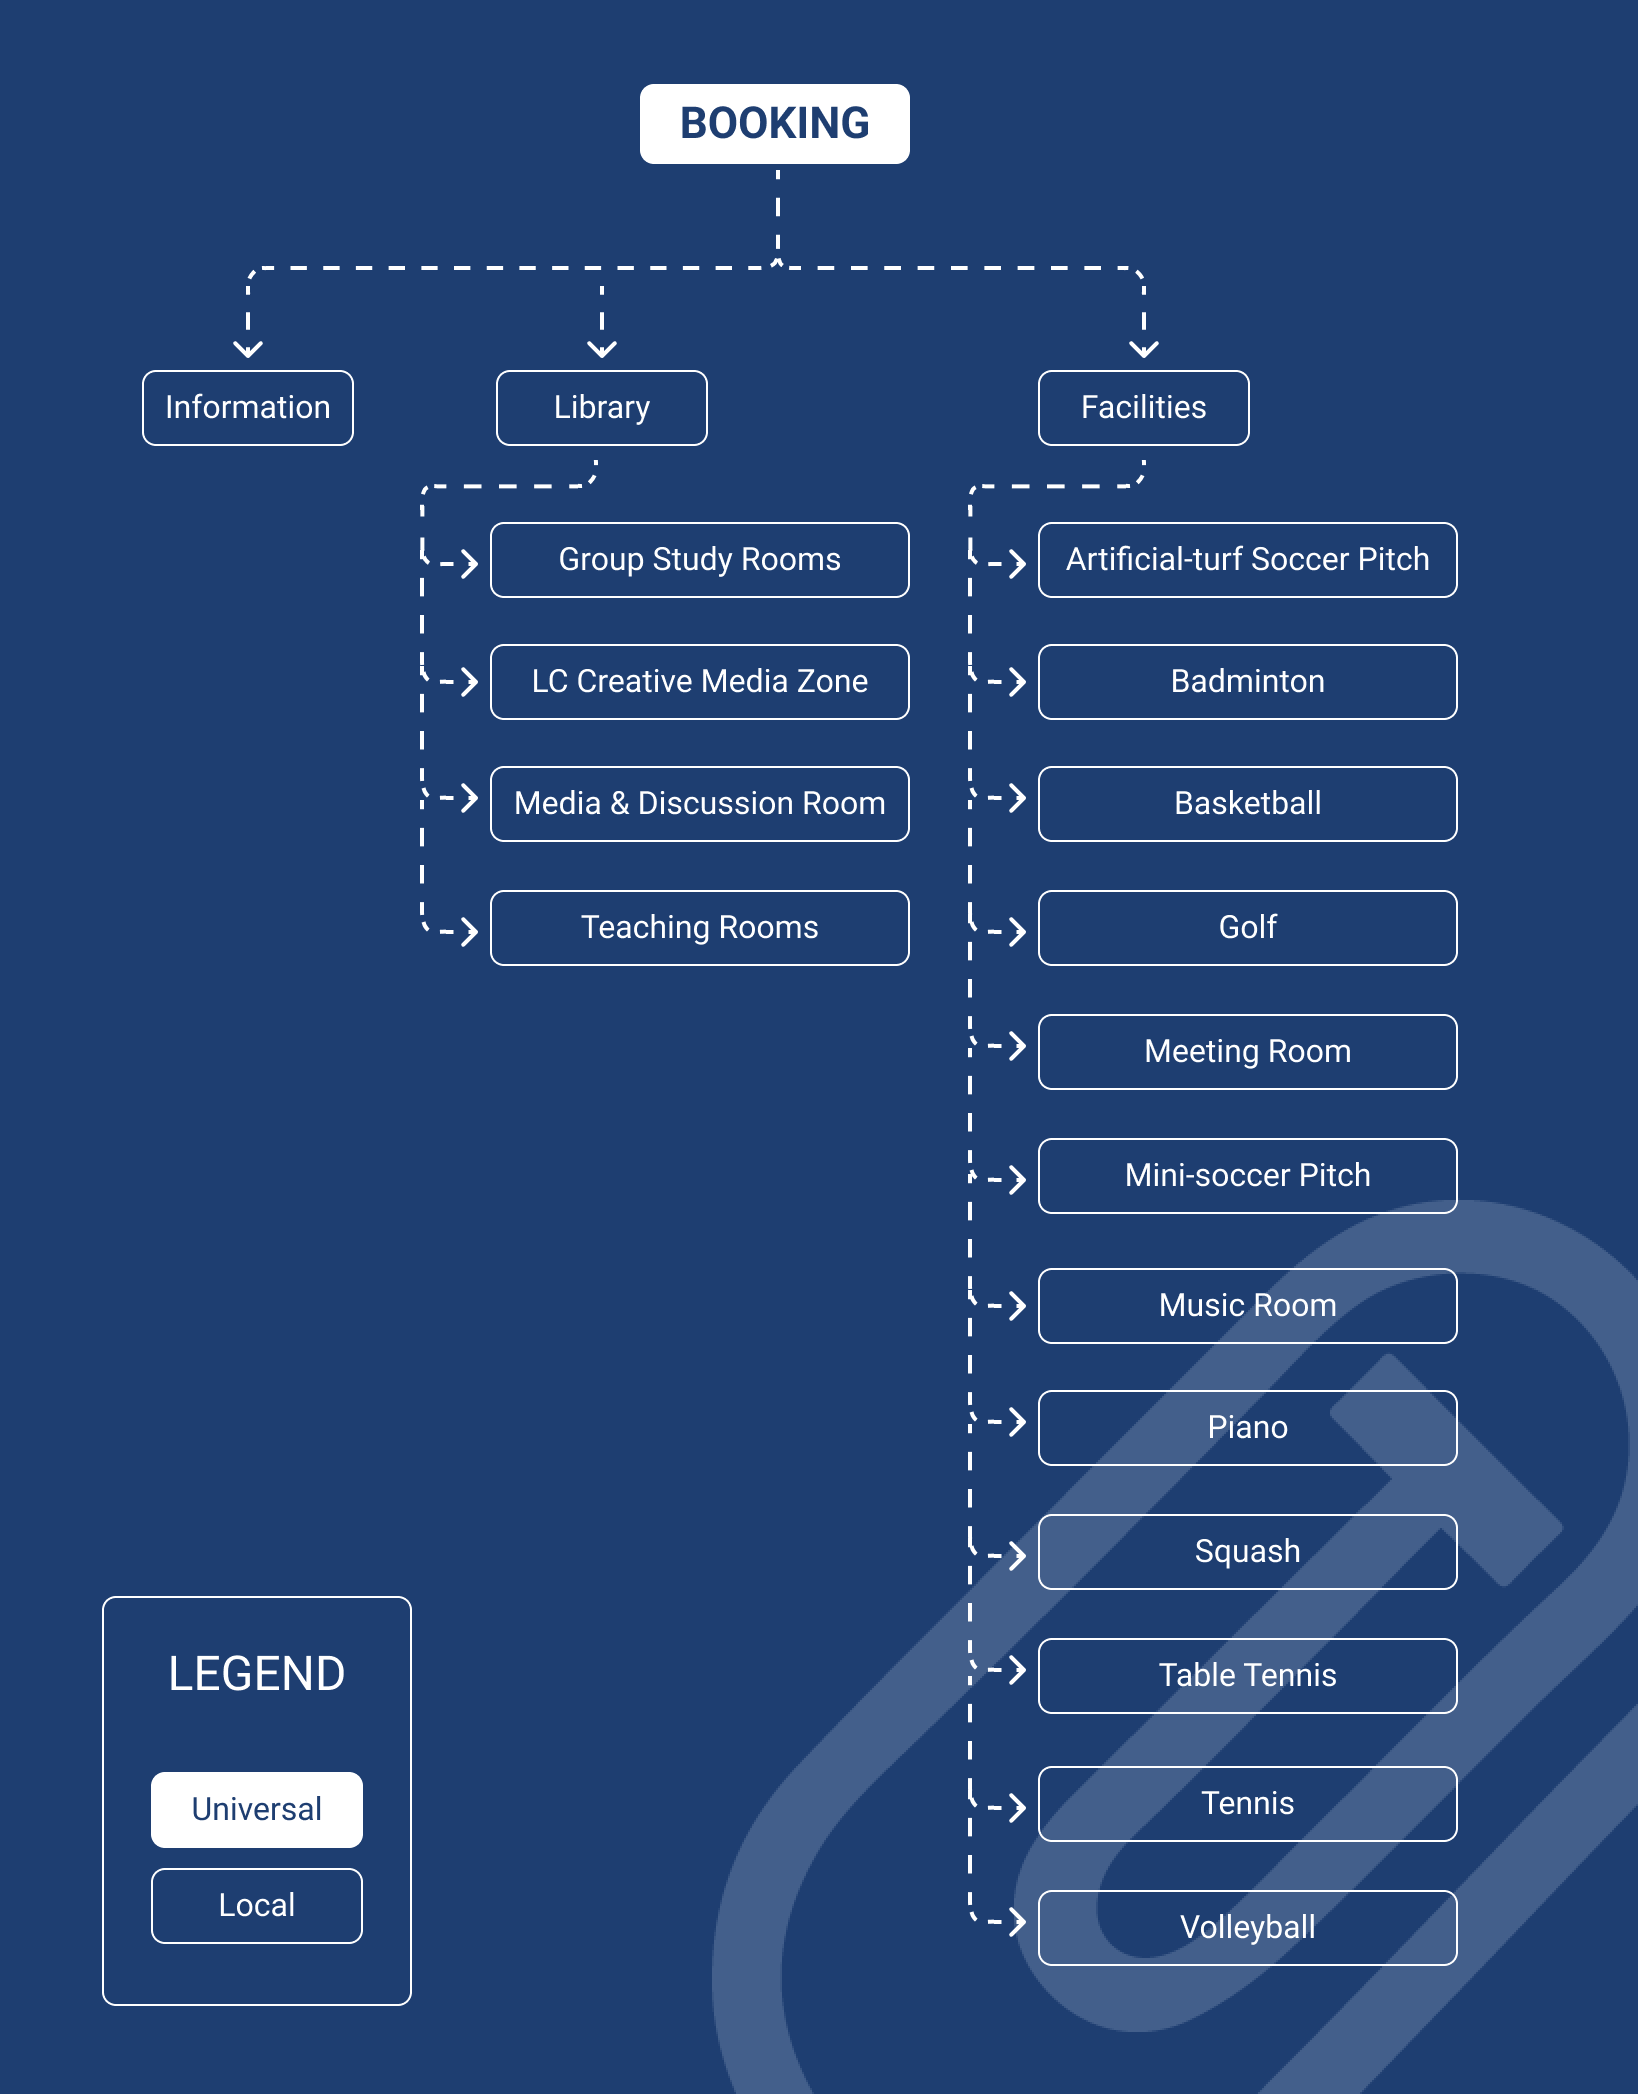 BOOKING
Information
Library
Facilities
Group Study Rooms
LC Creative Media Zone
Media & Discussion Room
Teaching Rooms
Artificial-turf Soccer Pitch
Badminton
Basketball
Golf
Meeting Room
Mini-soccer Pitch
Music Room
Piano
Squash
Table Tennis
Tennis
Volleyball
LEGEND
Universal
Local